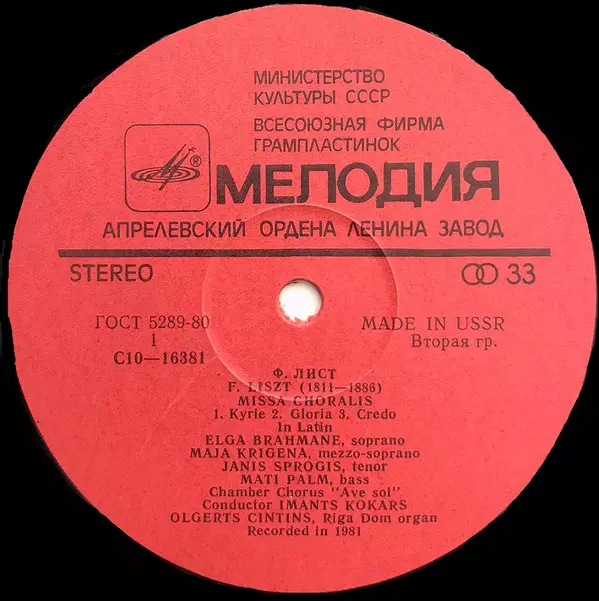 МИНИСТЕРСТВО
КУЛЬТУРЫ СССР
ВСЕСОЮЗНАЯ ФИРМА
ГРАМПЛАСТИНОК
®
МЕЛОДИЯ
АПРЕЛЕВСКИЙ ОРДЕНА ЛЕНИНА ЗАВОД
STEREO 33
ГОСТ 5289-80 MADE IN USSR
1 Вторая гр.
С10—16381
Ф. ЛИСТ
F. LISZT (1811—1886)
MISSA CHORALIS
1. Kyrie 2. Gloria 3. Credo
In Latin
ELGA BRAHMANE, soprano
MAJA KRIGENA, mezzo-soprano
JANIS SPROGIS, tenor
MATI PALM, bass
Chamber Chorus "Ave sol"
Conductor IMANTS KOKARS
OLGERTS CINTINS, Riga Dom organ
Recorded in 1981